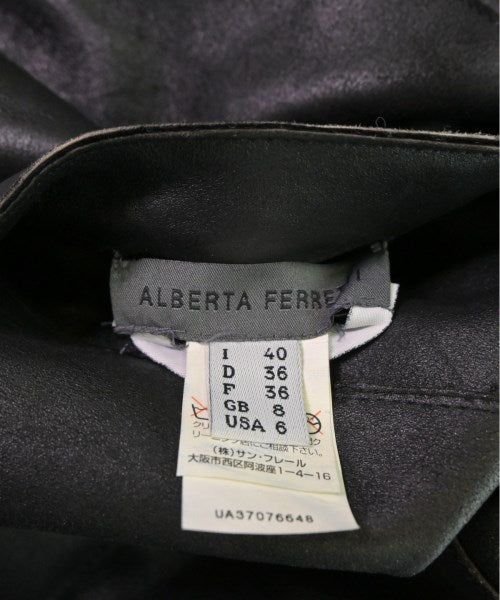 ALBERTA FERRE
I 40
D 36
F 36
GB 8
USA 6
(株)サン・フレール
大阪市西区阿波座1-4-16
UA37076648